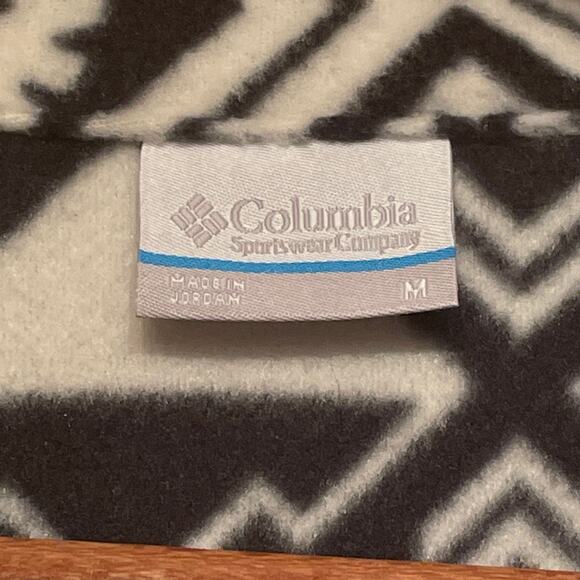 Columbia
Sportswear Company
MADE IN
JORDAN
M